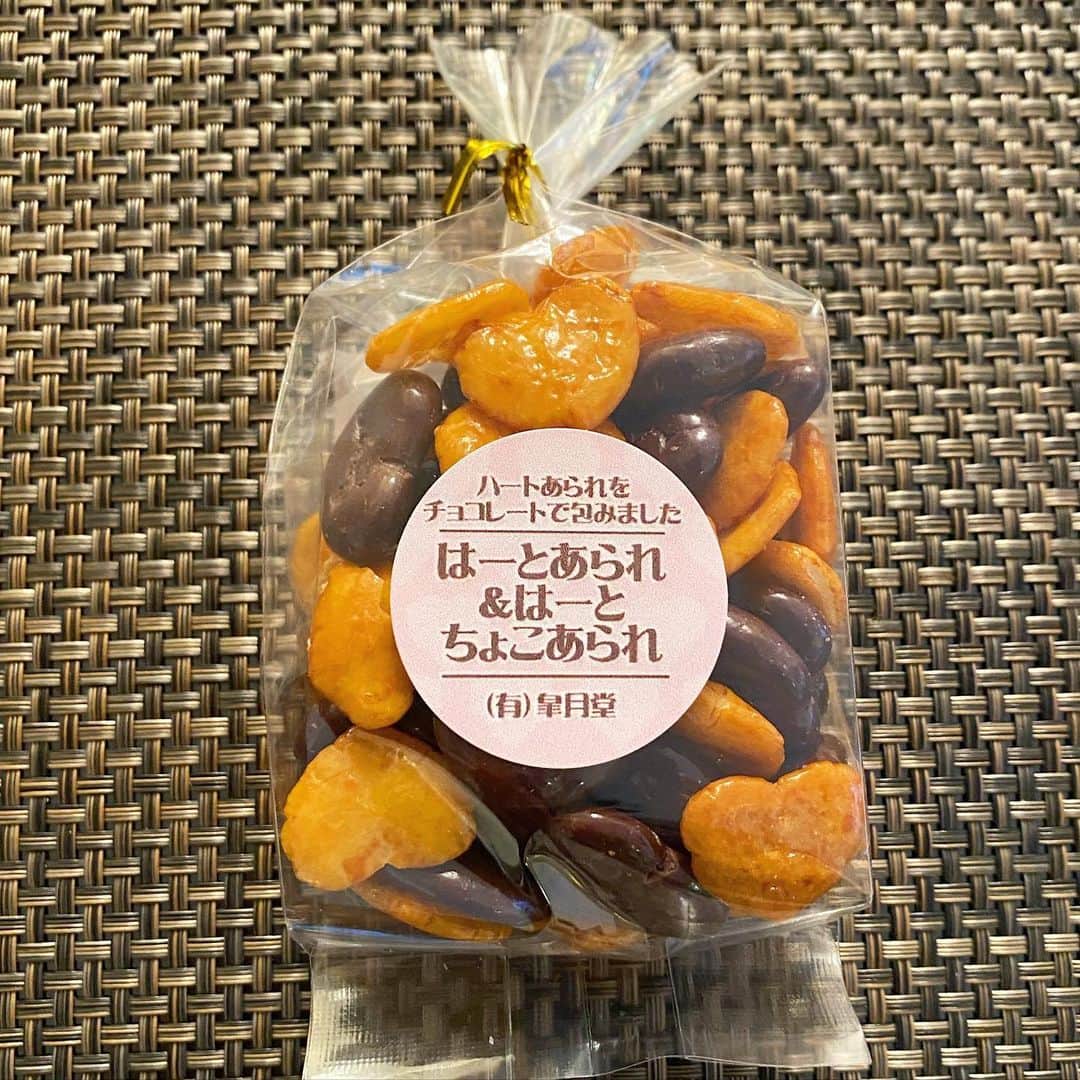 ハートあられを
チョコレートで包みました
はーとあられ
&はーと
ちょこあられ
(有)皐月堂